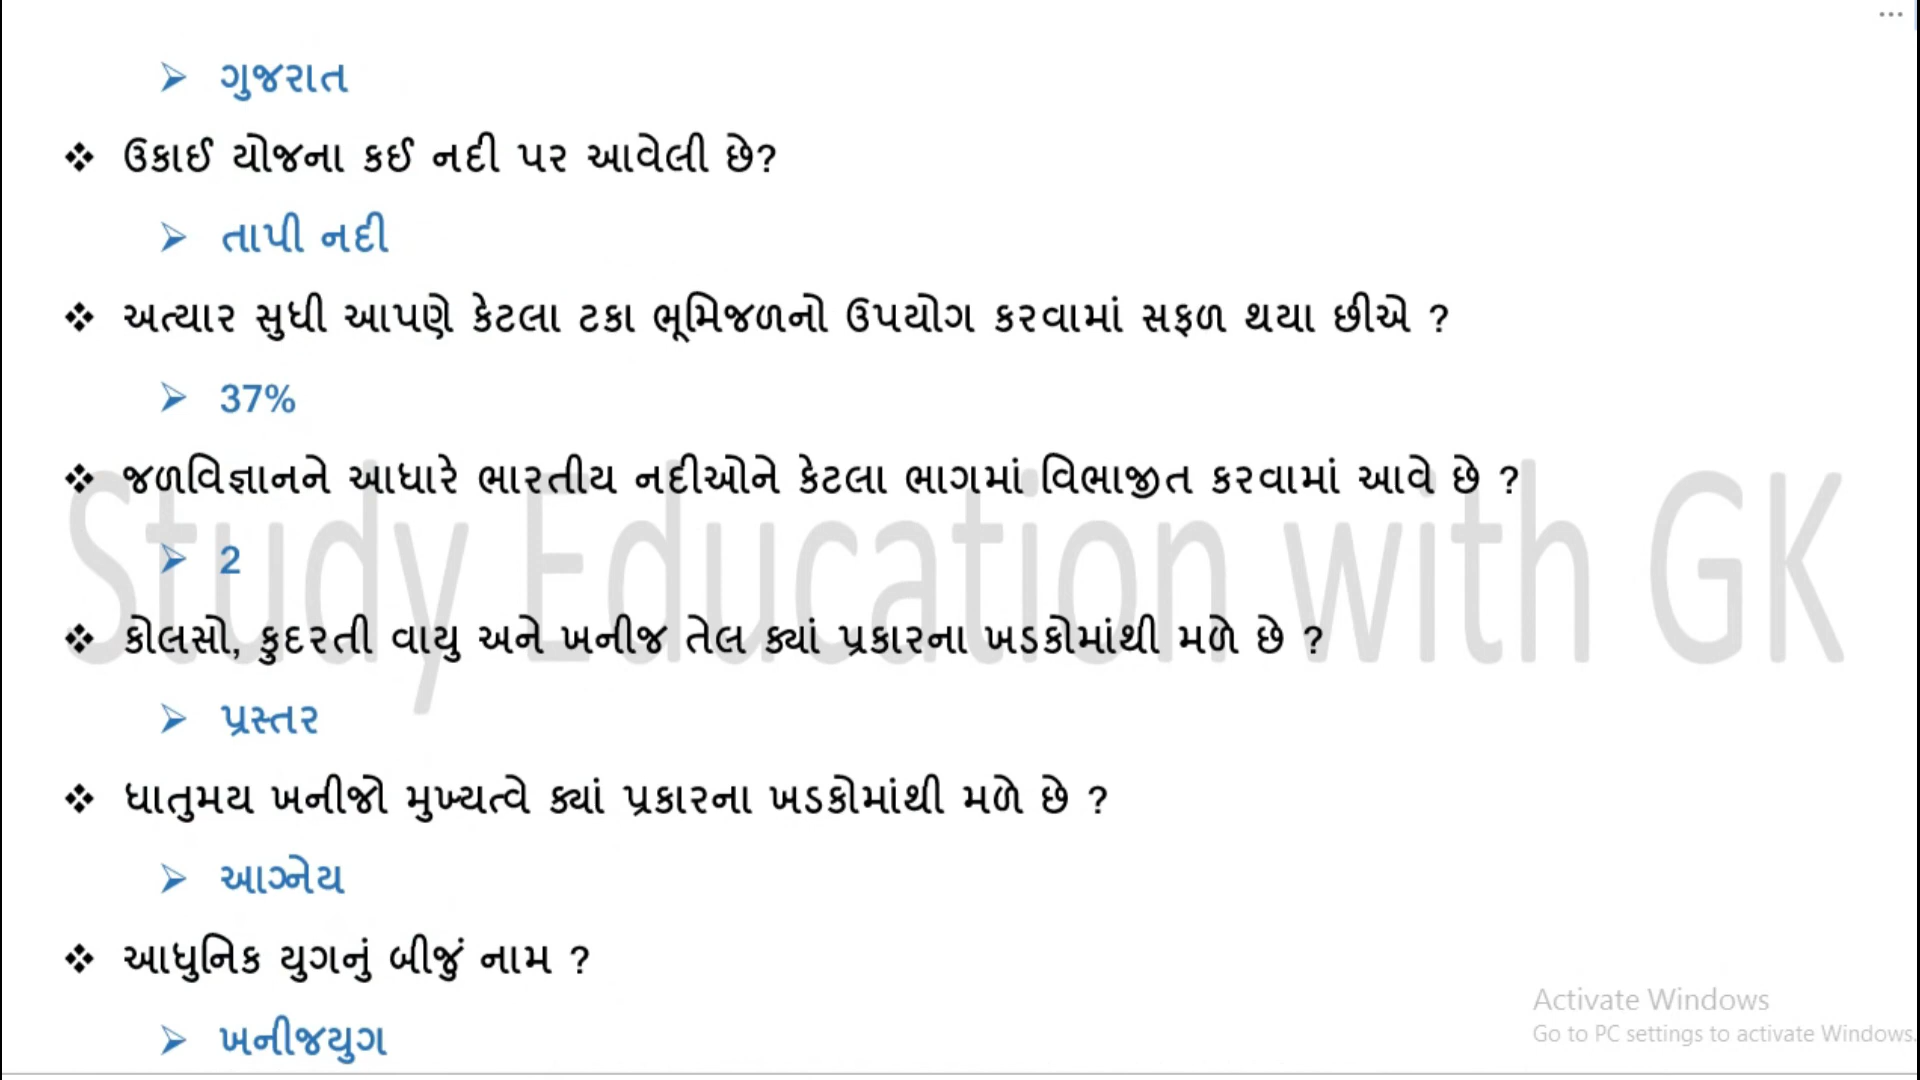 ગુજરાત
ઉકાઈ યોજના કઈ નદી પર આવેલી છે?
તાપી નદી
અત્યાર સુધી આપણે કેટલા ટકા ભૂમિજળનો ઉપયોગ કરવામાં સફળ થયા છીએ ?
37%
જળવિજ્ઞાનને આધારે ભારતીય નદીઓને કેટલા ભાગમાં વિભાજીત કરવામાં આવે છે ?
2
Study Education with GK
કોલસો, કુદરતી વાયુ અને ખનીજ તેલ ક્યાં પ્રકારના ખડકોમાંથી મળે છે ?
પ્રસ્તર
ધાતુમય ખનીજો મુખ્યત્વે ક્યાં પ્રકારના ખડકોમાંથી મળે છે ?
આગ્નેય
આધુનિક યુગનું બીજું નામ ?
ખનીજયુગ
Activate Windows
Go to PC settings to activate Windows.